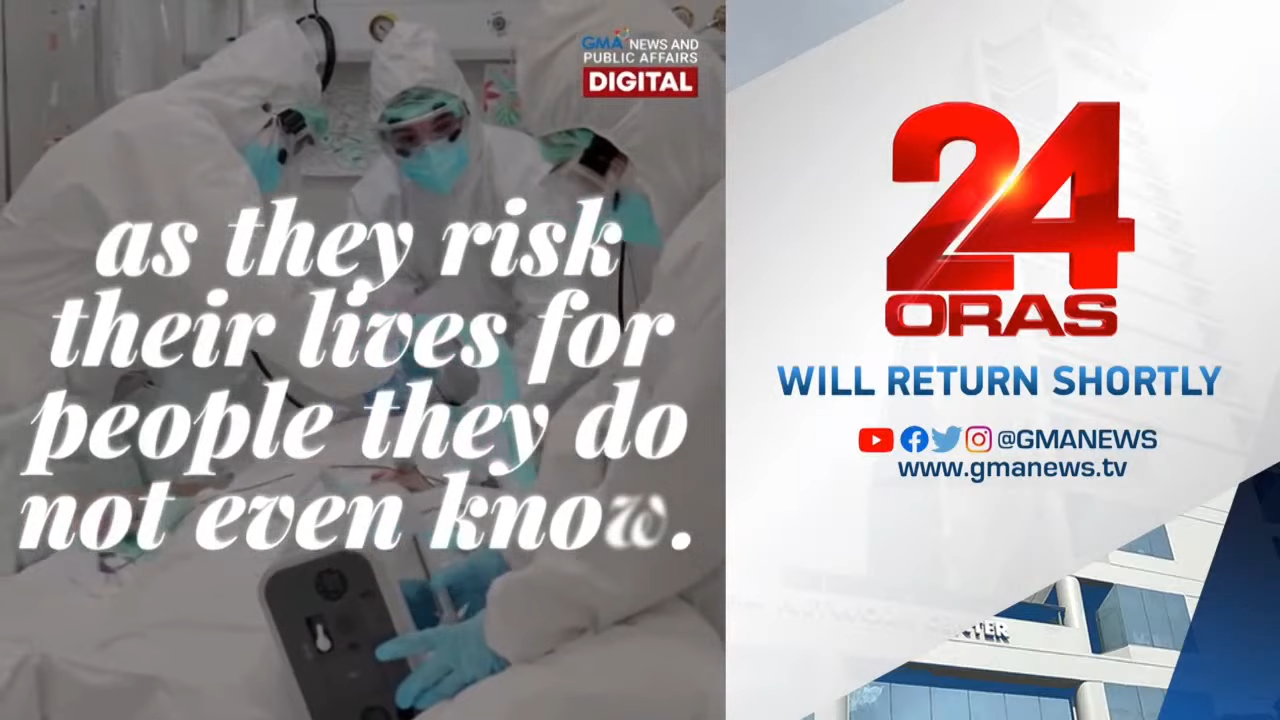 GMA NEWS AND
PUBLIC AFFAIRS
DIGITAL
as they risk
their lives for
people they do
not even know.
24
ORAS
WILL RETURN SHORTLY
@GMANEWS
www.gmanews.tv